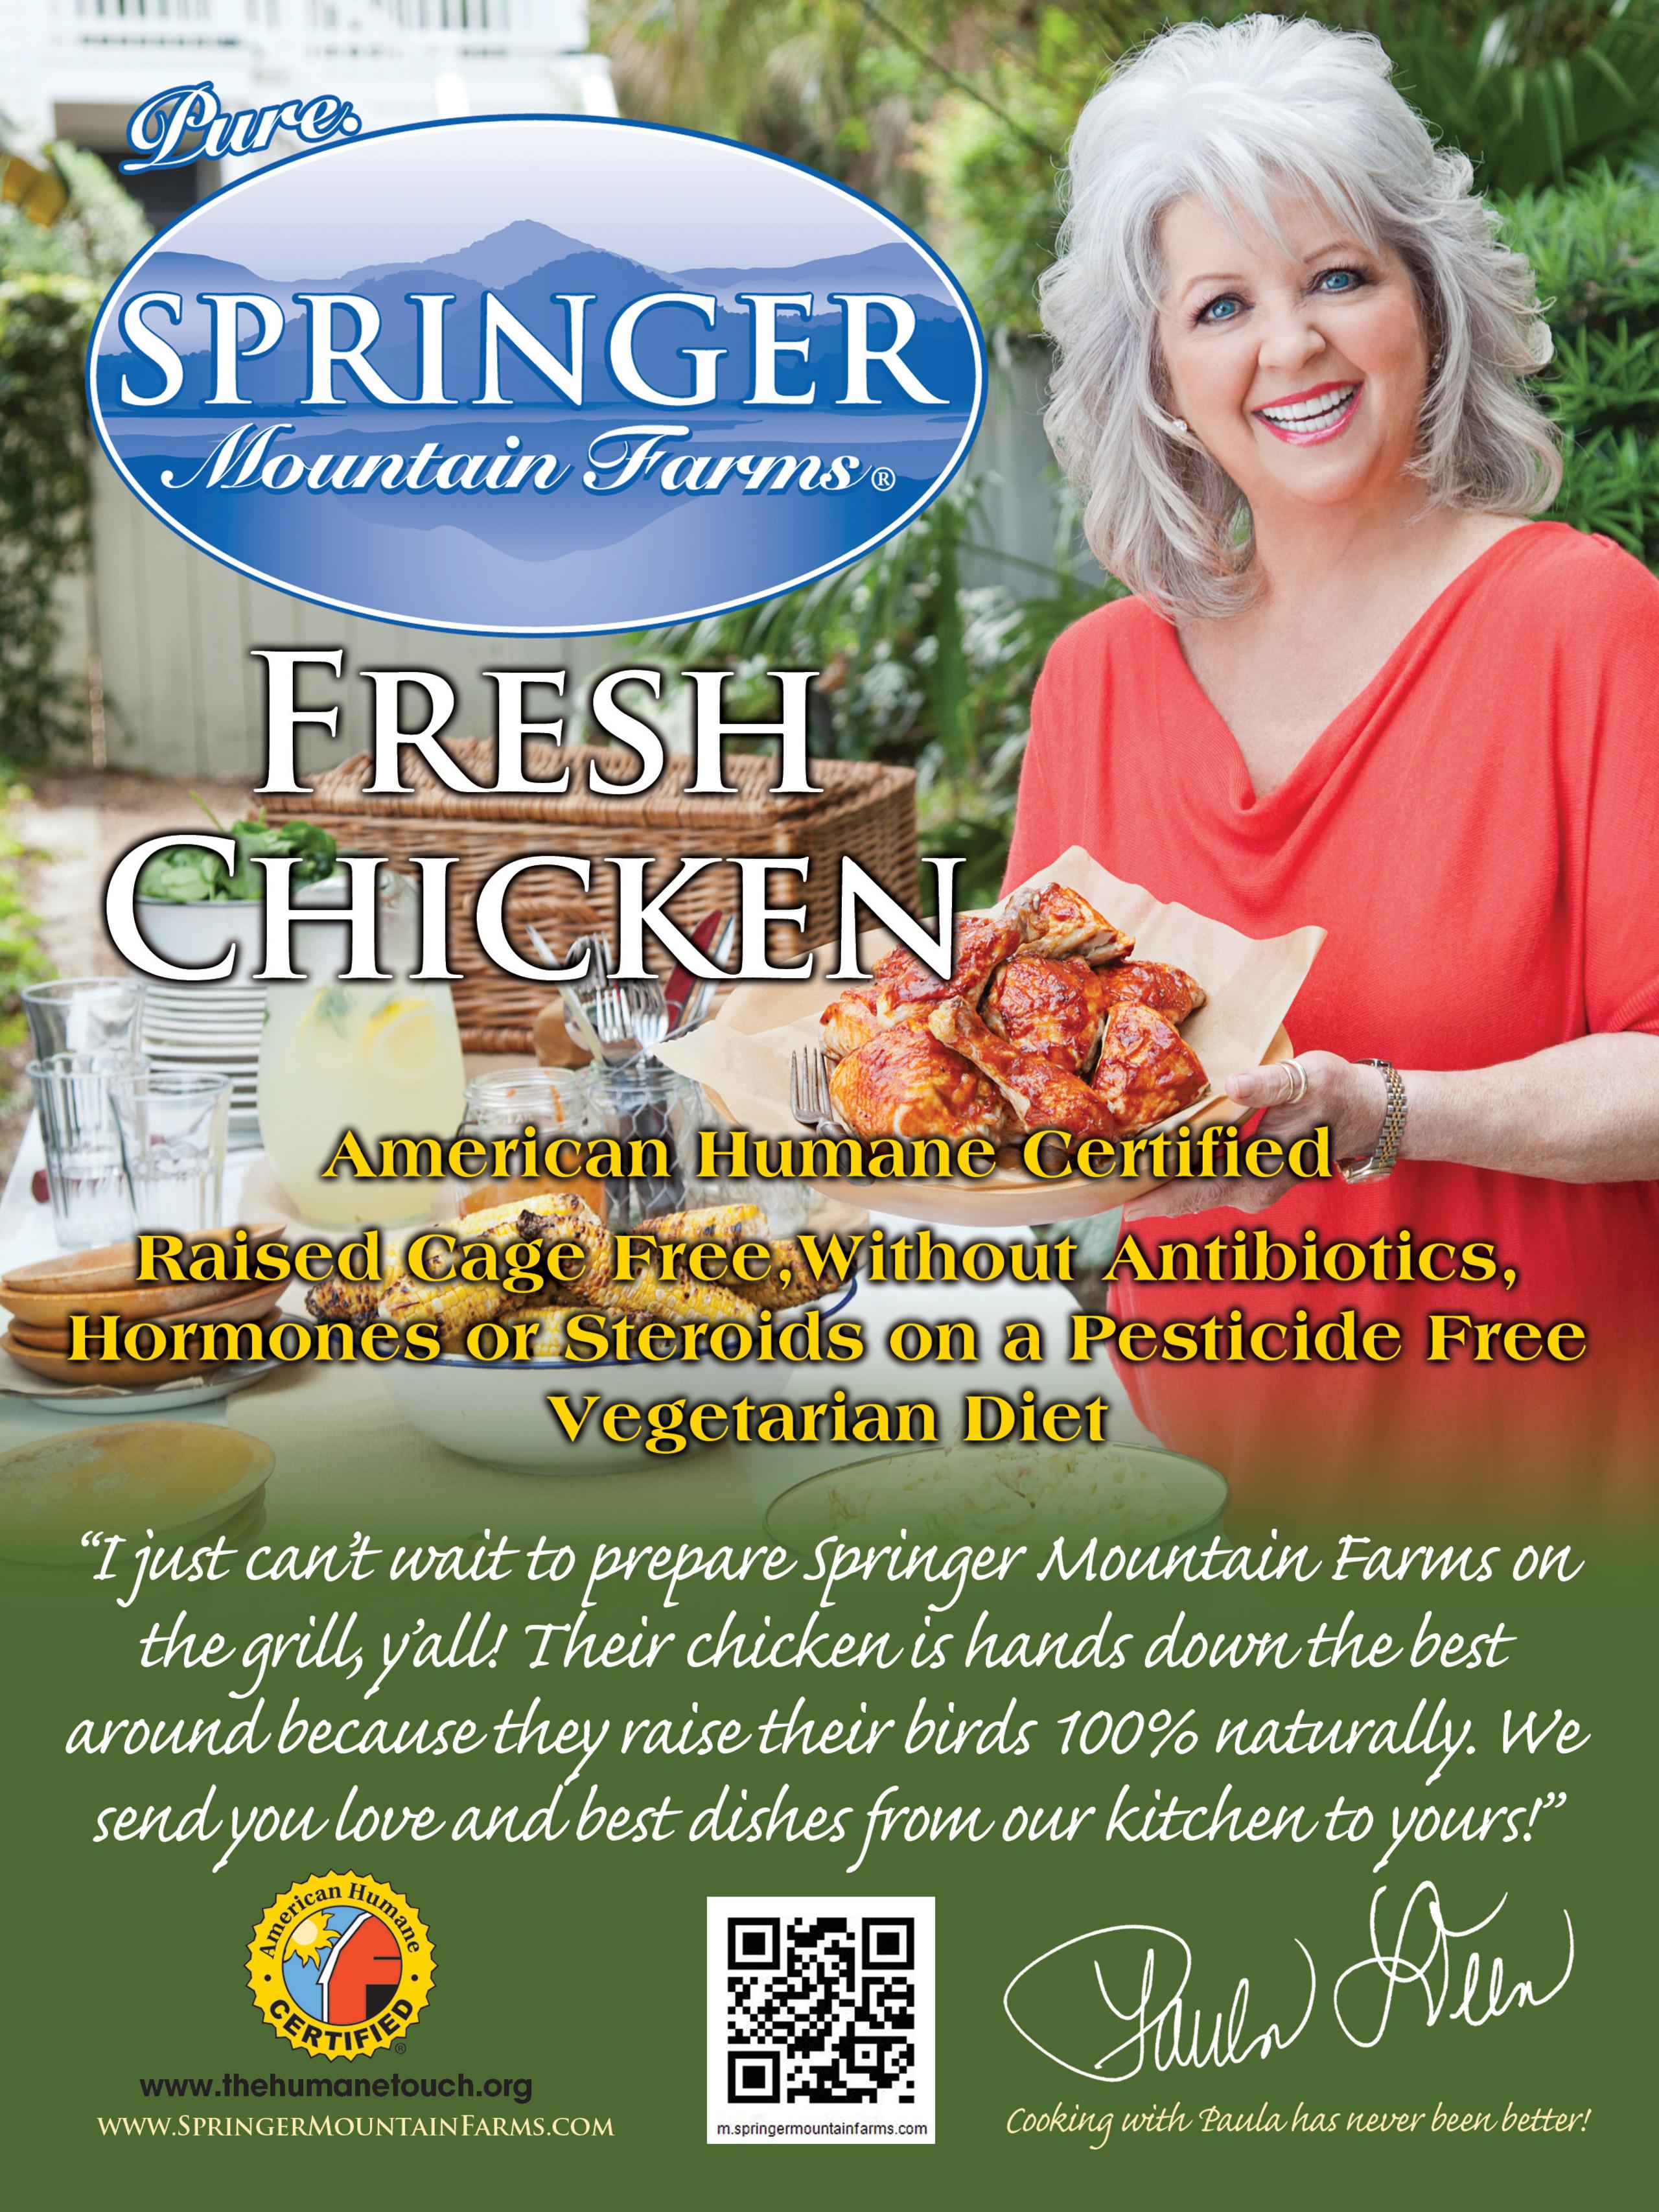 Pure.
SPRINGER
Mountain Farms®
FRESH
CHICKEN
American Humane Certified
Raised Cage Free, Without Antibiotics,
Hormones or Steroids on a Pesticide Free
Vegetarian Diet
"I just can't wait to prepare Springer Mountain Farms on
the grill, y'all! Their chicken is hands down the best
around because they raise their birds 100% naturally. We
send you love and best dishes from our kitchen to yours!"
American Humane
CERTIFIED®
www.thehumanetouch.org
WWW.SPRINGERMOUNTAINFARMS.COM
m.springermountainfarms.com
Paula Deen
Cooking with Paula has never been better!